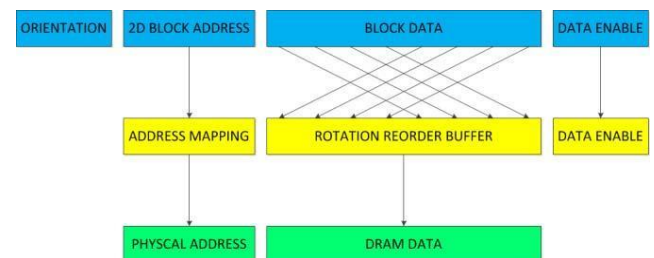 ORIENTATION
2D BLOCK ADDRESS
BLOCK DATA
DATA ENABLE
ADDRESS MAPPING
ROTATION REORDER BUFFER
DATA ENABLE
PHYSCAL ADDRESS
DRAM DATA